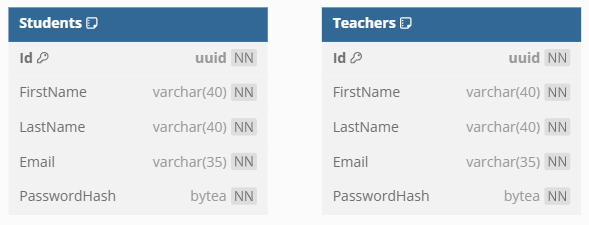 Students
Id uuid NN
FirstName varchar(40) NN
LastName varchar(40) NN
Email varchar(35) NN
PasswordHash bytea NN
Teachers
Id uuid NN
FirstName varchar(40) NN
LastName varchar(40) NN
Email varchar(35) NN
PasswordHash bytea NN